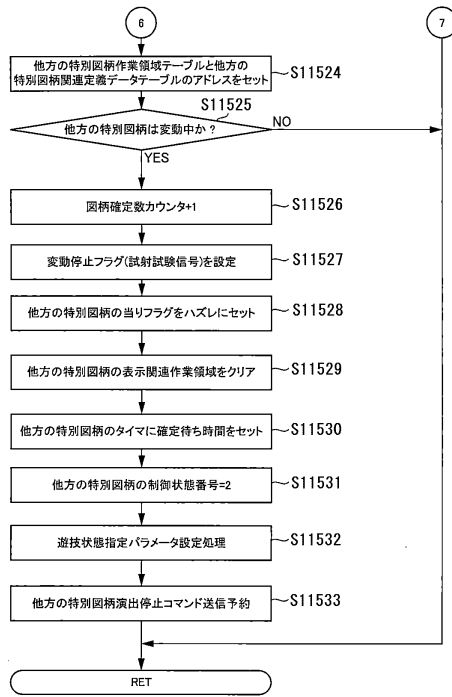 6
7
他方の特別図柄作業領域テーブルと他方の
特別図柄関連定義データテーブルのアドレスをセット
S11524
S11525
他方の特別図柄は変動中か?
NO
YES
図柄確定数カウンタ+1
S11526
変動停止フラグ(試射試験信号)を設定
S11527
他方の特別図柄の当りフラグをハズレにセット
S11528
他方の特別図柄の表示関連作業領域をクリア
S11529
他方の特別図柄のタイマに確定待ち時間をセット
S11530
他方の特別図柄の制御状態番号=2
S11531
遊技状態指定パラメータ設定処理
S11532
他方の特別図柄演出停止コマンド送信予約
S11533
RET